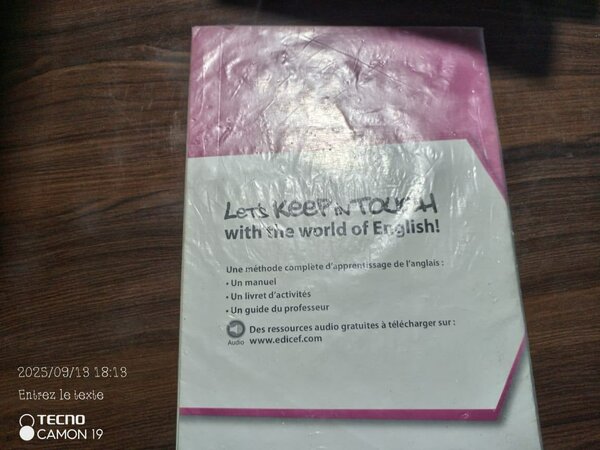 LET'S KEEP IN TOUCH
with the world of English!
Une méthode complète d'apprentissage de l'anglais :
• Un manuel
• Un livret d'activités
• Un guide du professeur
Audio
Des ressources audio gratuites à télécharger sur :
www.edicef.com
2025/09/13 18:13
Entrez le texte
TECNO
CAMON 19